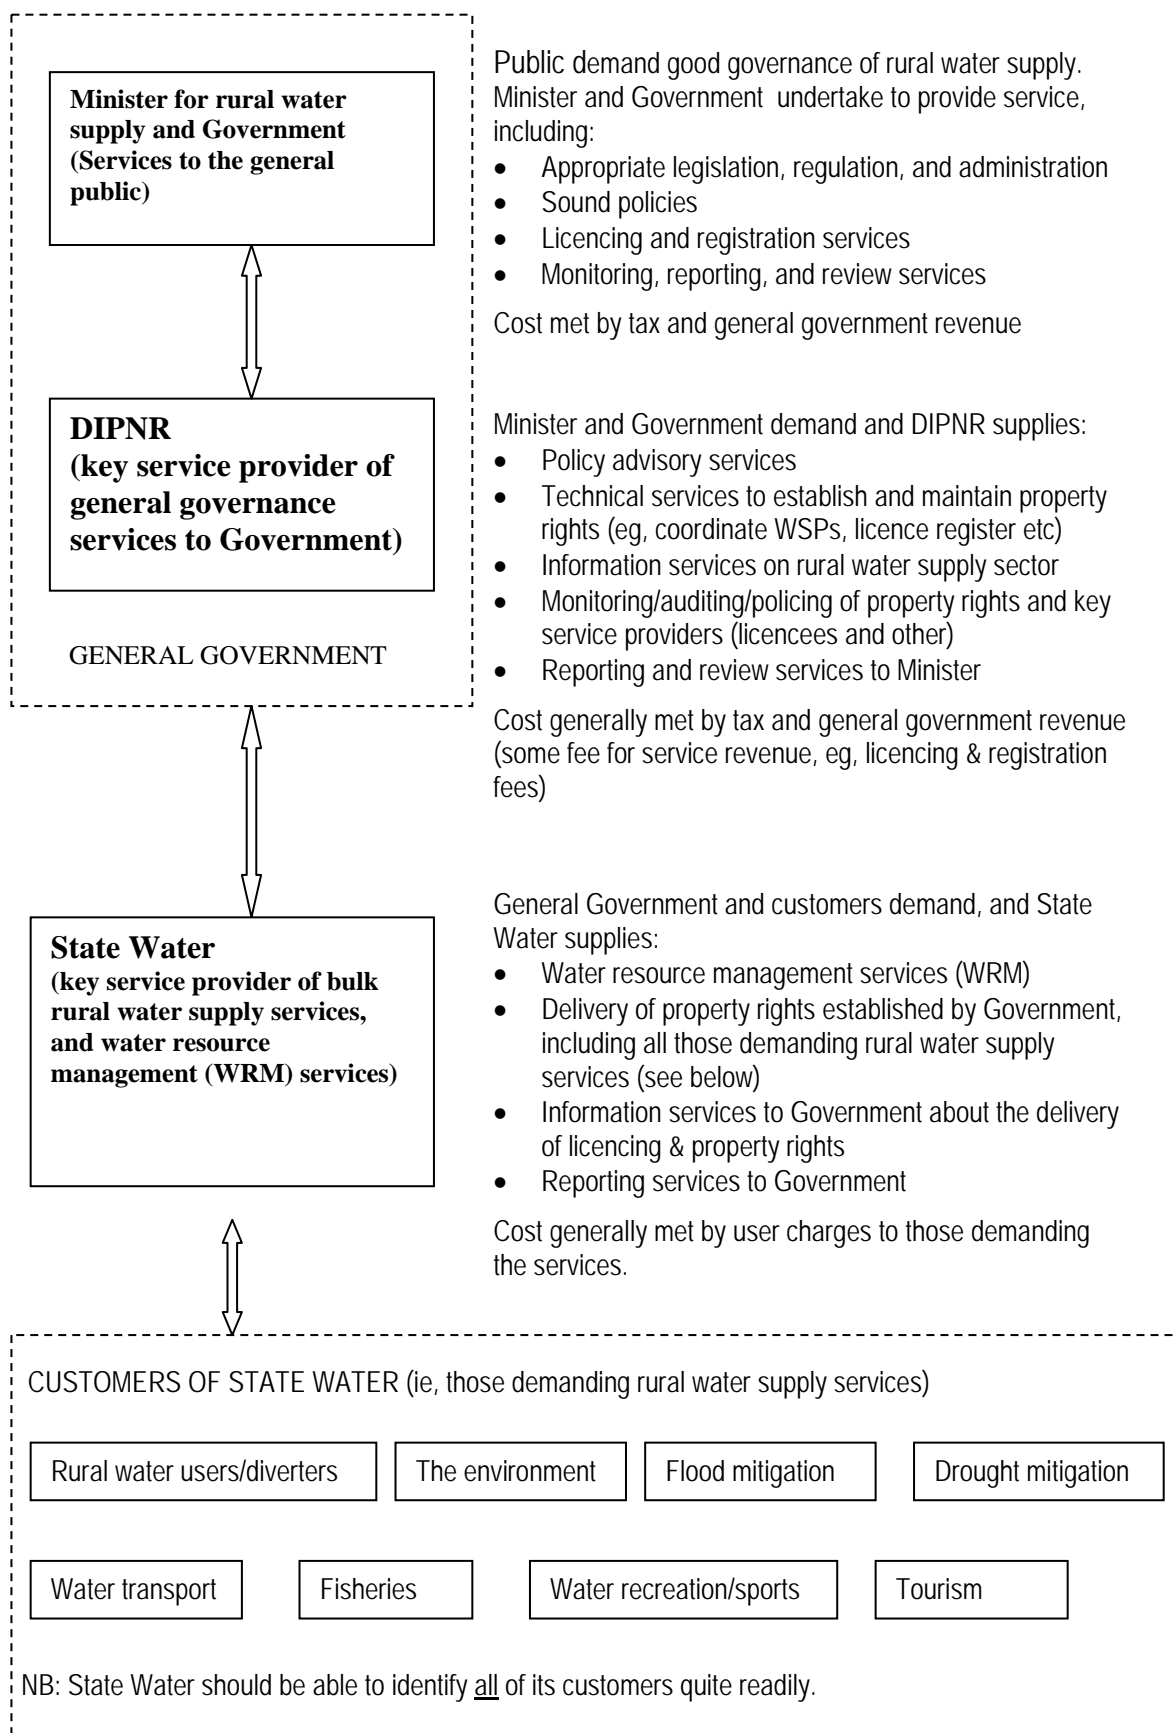 Minister for rural water
supply and Government
(Services to the general
public)
Public demand good governance of rural water supply.
Minister and Government undertake to provide service,
including:
• Appropriate legislation, regulation, and administration
• Sound policies
• Licencing and registration services
• Monitoring, reporting, and review services
Cost met by tax and general government revenue
DIPNR
(key service provider of
general governance
services to Government)
GENERAL GOVERNMENT
Minister and Government demand and DIPNR supplies:
• Policy advisory services
• Technical services to establish and maintain property
rights (eg, coordinate WSPs, licence register etc)
• Information services on rural water supply sector
• Monitoring/auditing/policing of property rights and key
service providers (licencees and other)
• Reporting and review services to Minister
Cost generally met by tax and general government revenue
(some fee for service revenue, eg, licencing & registration
fees)
State Water
(key service provider of bulk
rural water supply services,
and water resource
management (WRM) services)
General Government and customers demand, and State
Water supplies:
• Water resource management services (WRM)
• Delivery of property rights established by Government,
including all those demanding rural water supply
services (see below)
• Information services to Government about the delivery
of licencing & property rights
• Reporting services to Government
Cost generally met by user charges to those demanding
the services.
CUSTOMERS OF STATE WATER (ie, those demanding rural water supply services)
Rural water users/diverters
The environment
Flood mitigation
Drought mitigation
Water transport
Fisheries
Water recreation/sports
Tourism
NB: State Water should be able to identify all of its customers quite readily.